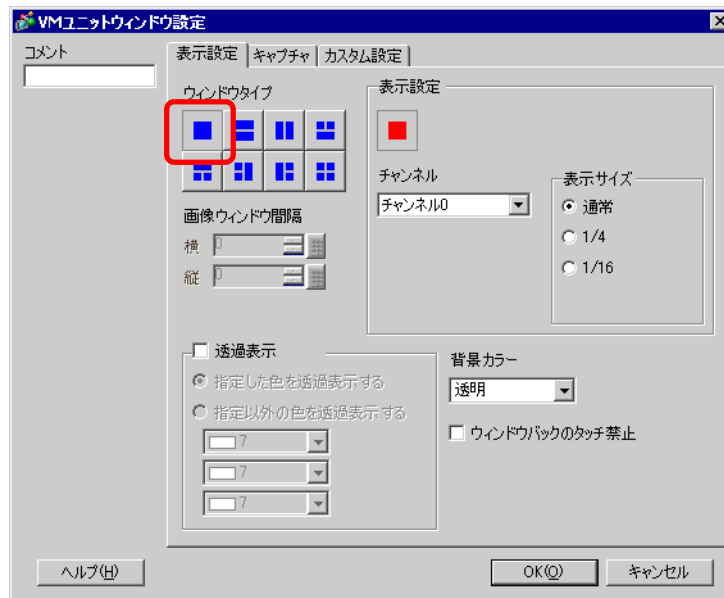 VMユニットウィンドウ設定
コメント
表示設定
キャプチャ
カスタム設定
ウィンドウタイプ
表示設定
チャンネル
チャンネル0
表示サイズ
通常
1/4
1/16
画像ウィンドウ間隔
横 0
縦 0
透過表示
指定した色を透過表示する
指定以外の色を透過表示する
7
7
7
背景カラー
透明
ウィンドウバックのタッチ禁止
ヘルプ(H)
OK(O)
キャンセル